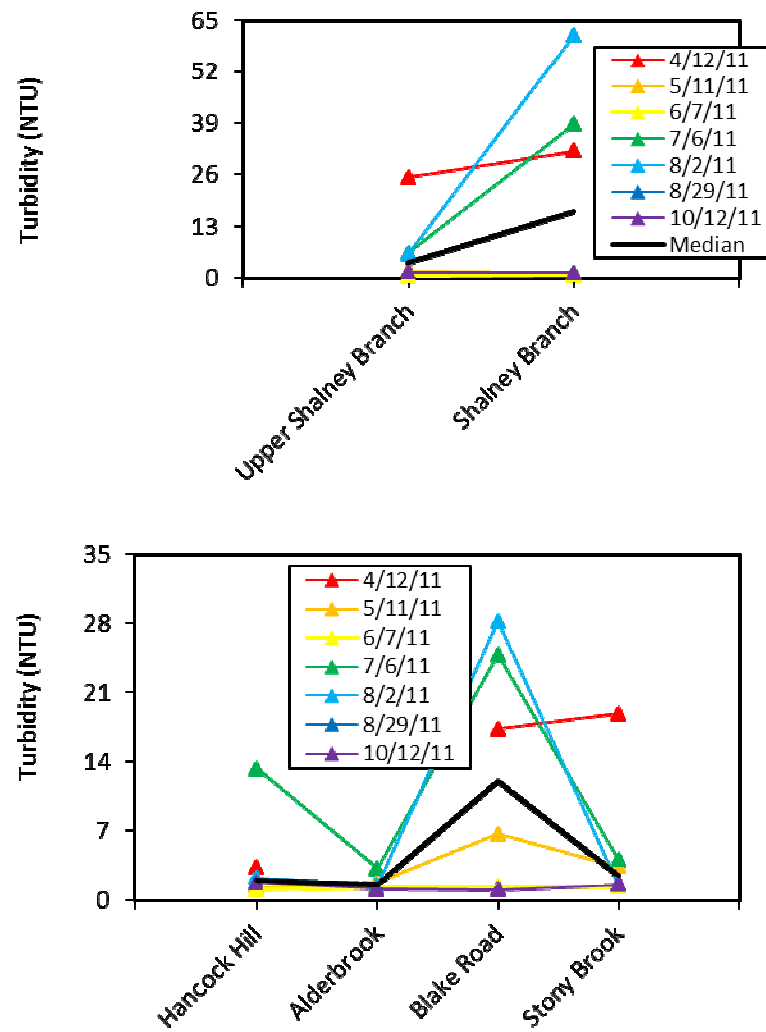 Turbidity (NTU)
65
52
39
26
13
0
4/12/11
5/11/11
6/7/11
7/6/11
8/2/11
8/29/11
10/12/11
Median
Upper Shalney Branch
Shalney Branch
Turbidity (NTU)
35
28
21
14
7
0
4/12/11
5/11/11
6/7/11
7/6/11
8/2/11
8/29/11
10/12/11
Hancock Hill
Alderbrook
Blake Road
Stony Brook